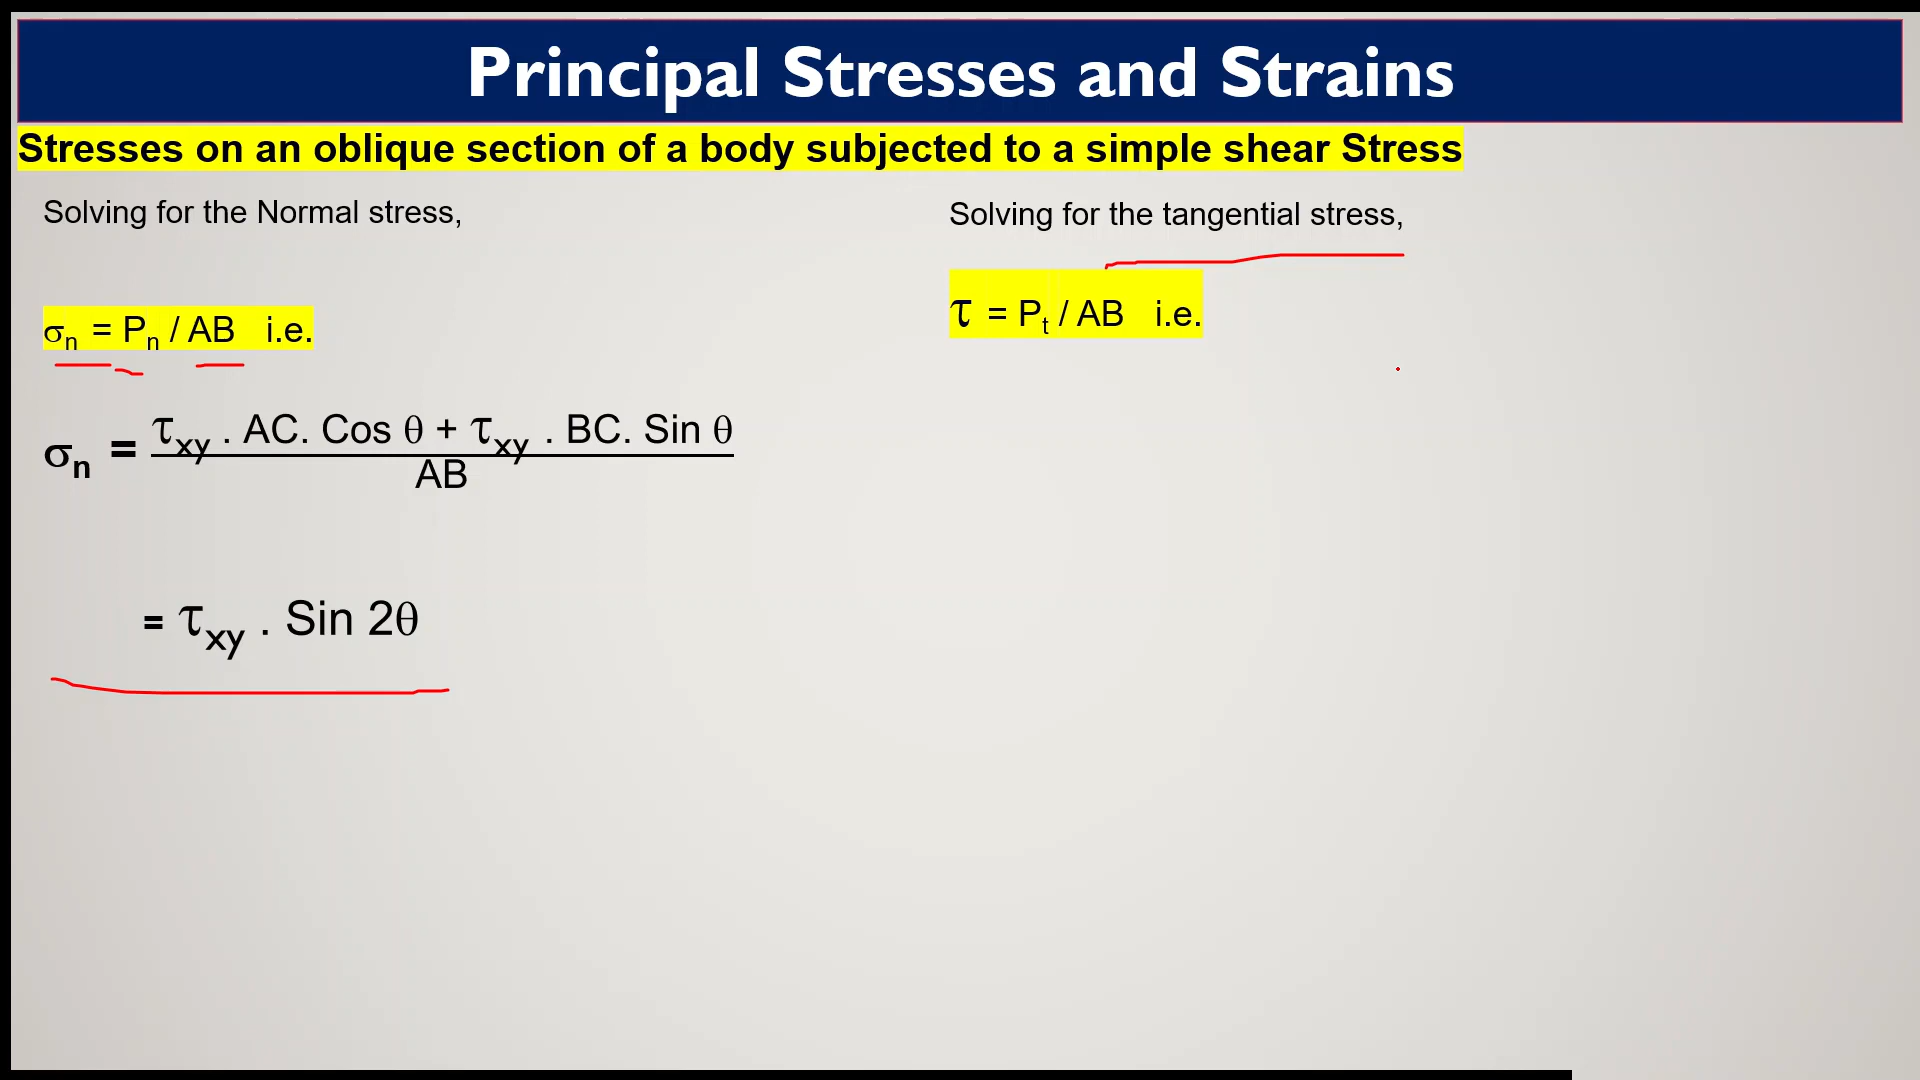 Principal Stresses and Strains
Stresses on an oblique section of a body subjected to a simple shear Stress
Solving for the Normal stress,
σn = Pn / AB i.e.
σn = τxy . AC. Cos θ + τxy . BC. Sin θ
AB
= τxy . Sin 2θ
Solving for the tangential stress,
τ = Pt / AB i.e.